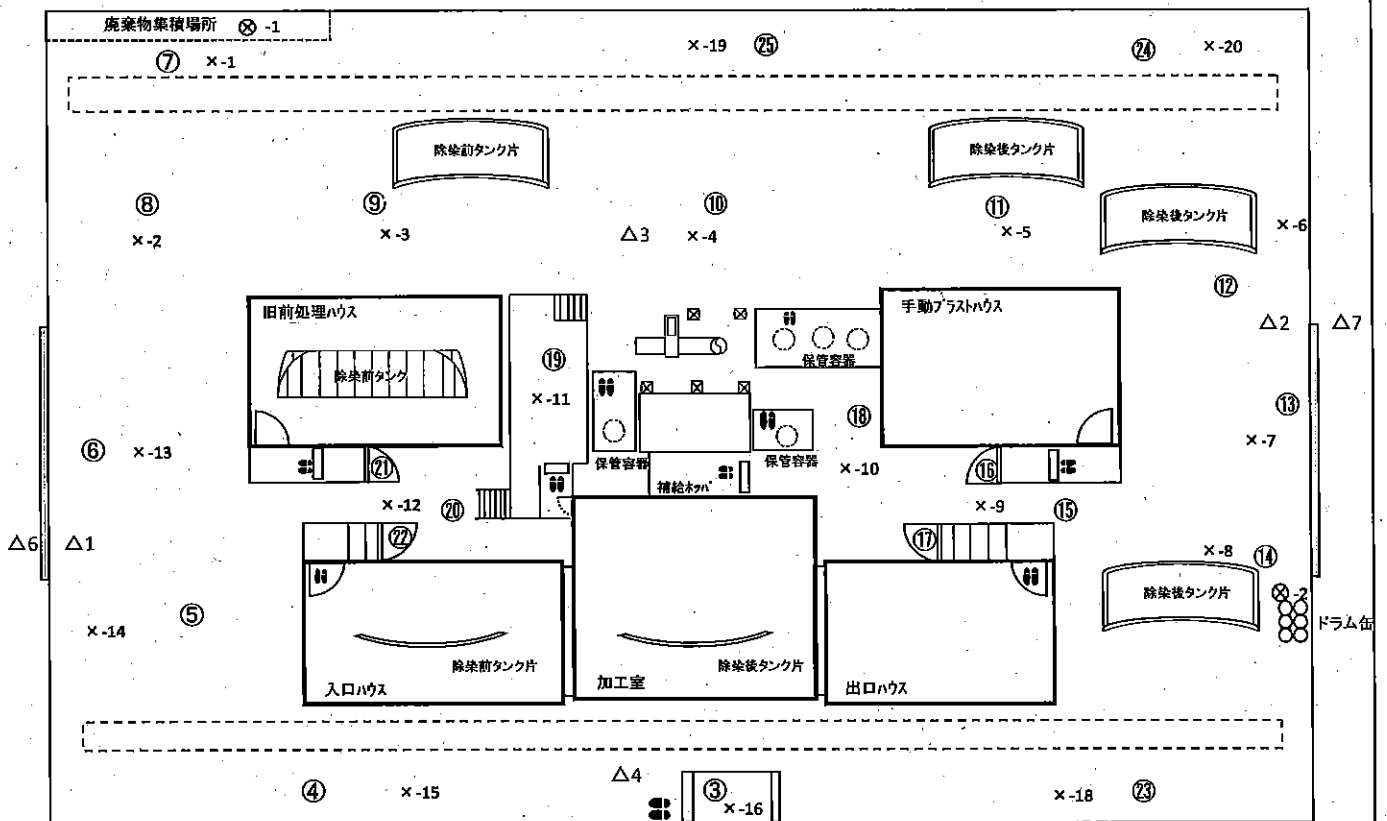 廃棄物集積場所 ⊗ -1
×-19 ㉕ ㉔ ×-20
⑦ ×-1
除染前タンク片
除染後タンク片
除染後タンク片
⑧ ⑨ ⑩ ⑪
×-2 ×-3 △3 ×-4 ×-5 ×-6
⑫
旧前処理ハウス
手動ブラストハウス
△2 △7
除染前タンク
⑲
保管容器
×-11
⑱
⑬
×-7
⑥ ×-13
㉑
保管容器
保管容器
×-10
⑯
補給ホッパ
×-12 ⑳
×-9 ⑮
△6 △1
㉒
⑰
×-8 ⑭
除染後タンク片
⊗-2
ドラム缶
⑤
×-14
除染前タンク片
除染後タンク片
入口ハウス
加工室
出口ハウス
④ ×-15
△4
③
×-16
×-18 ㉓